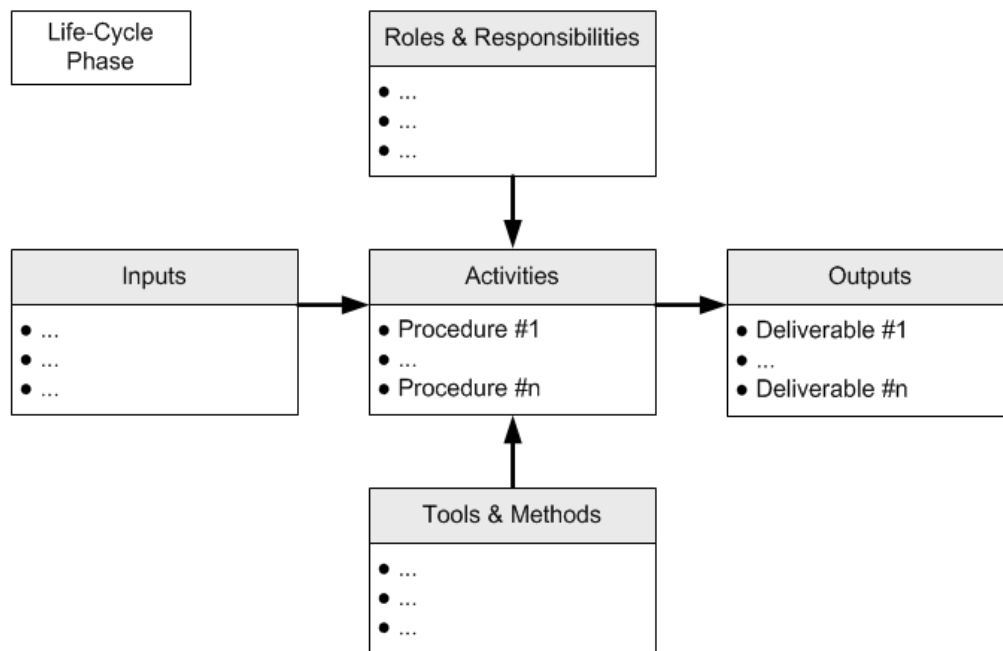 Life-Cycle
Phase
Roles & Responsibilities
● ...
● ...
● ...
Inputs
● ...
● ...
● ...
Activities
● Procedure #1
● ...
● Procedure #n
Outputs
● Deliverable #1
● ...
● Deliverable #n
Tools & Methods
● ...
● ...
● ...